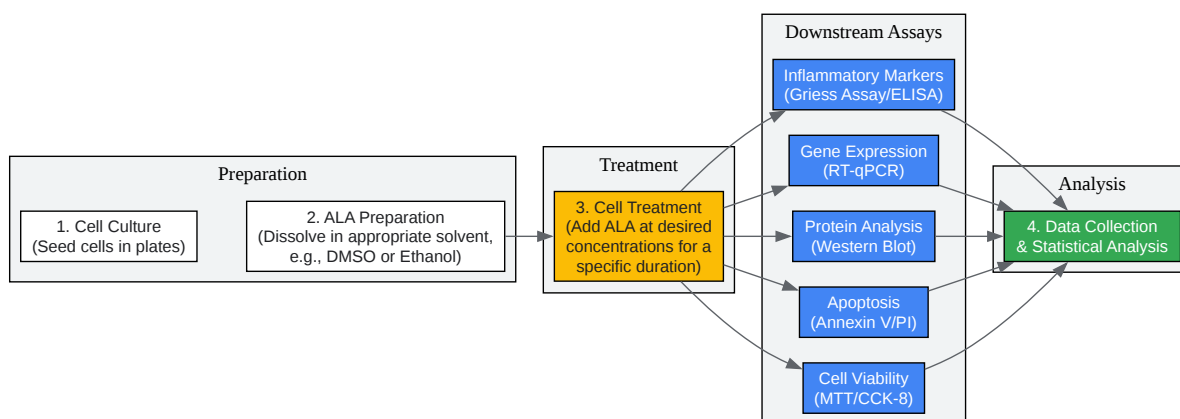 Preparation
1. Cell Culture
(Seed cells in plates)
2. ALA Preparation
(Dissolve in appropriate solvent,
e.g., DMSO or Ethanol)
Treatment
3. Cell Treatment
(Add ALA at desired
concentrations for a
specific duration)
Downstream Assays
Inflammatory Markers
(Griess Assay/ELISA)
Gene Expression
(RT-qPCR)
Protein Analysis
(Western Blot)
Apoptosis
(Annexin V/PI)
Cell Viability
(MTT/CCK-8)
Analysis
4. Data Collection
& Statistical Analysis